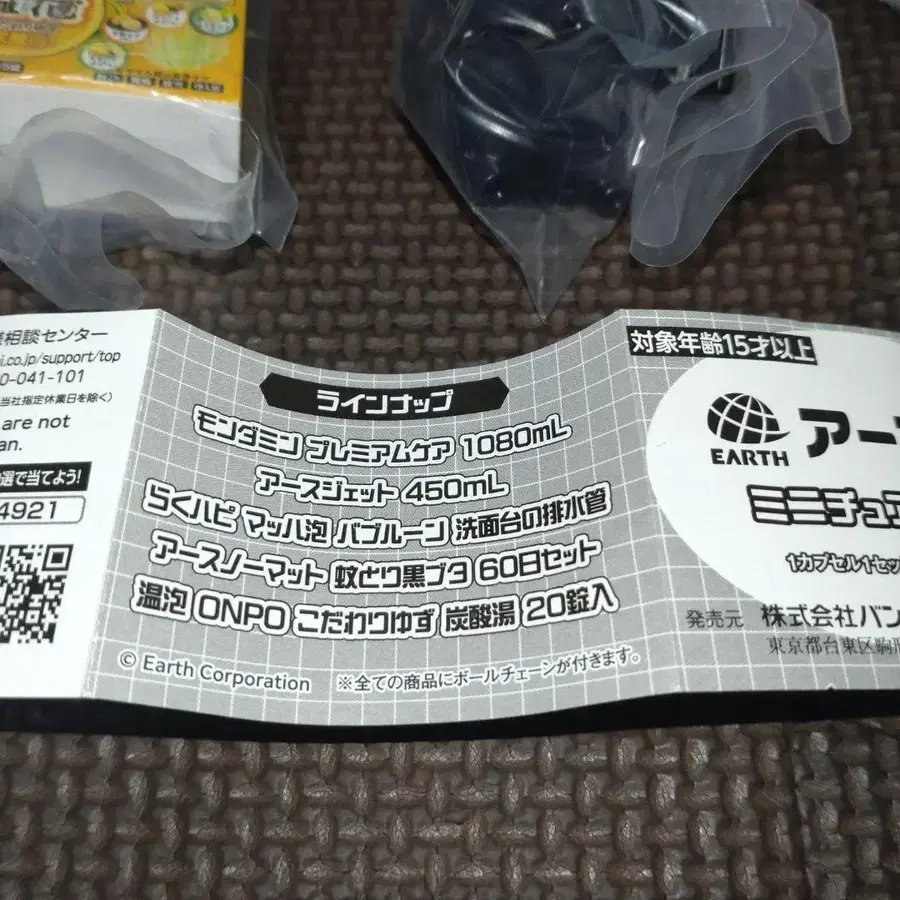 相談センター
i.co.jp/support/top
0-041-101
当社指定休業日を除く)
are not
an.
選で当てよう!
4921
ラインナップ
モンダミン プレミアムケア 1080mL
アースジェット 450mL
らくハピ マッハ泡 バブルーン 洗面台の排水管
アースノーマット 蚊とり黒ブタ 60日セット
温泡 ONPO こだわりゆず 炭酸湯 20錠入
© Earth Corporation
※全ての商品にボールチェーンが付きます。
対象年齢15才以上
EARTH
アー
ミニチュア
1カプセル1セッ
発売元 株式会社バン
東京都台東区駒形